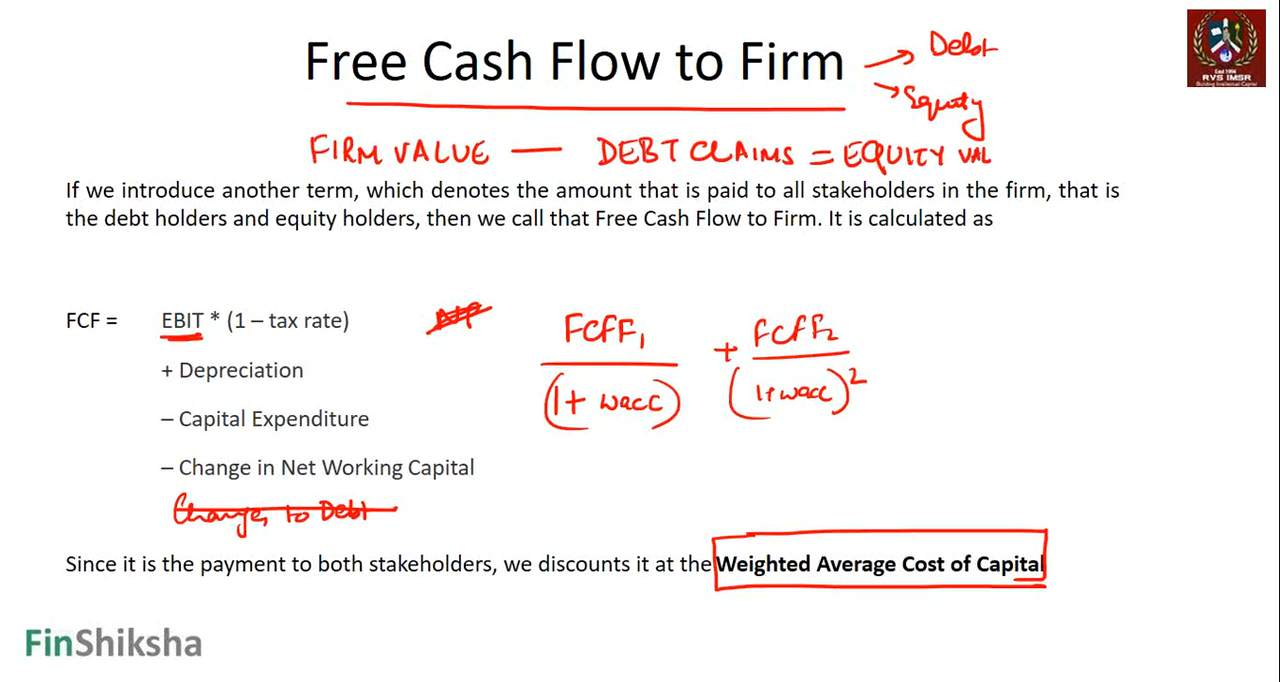 Free Cash Flow to Firm
Debt
Equity
FIRM VALUE — DEBT CLAIMS = EQUITY VAL
If we introduce another term, which denotes the amount that is paid to all stakeholders in the firm, that is
the debt holders and equity holders, then we call that Free Cash Flow to Firm. It is calculated as
FCF = EBIT * (1 – tax rate)
+ Depreciation
– Capital Expenditure
– Change in Net Working Capital
Changes to Debt
FCFF1 / (1 + WACC) + FCFF2 / (1 + WACC)2
Since it is the payment to both stakeholders, we discounts it at the Weighted Average Cost of Capital
FinShiksha
RVS IMSR